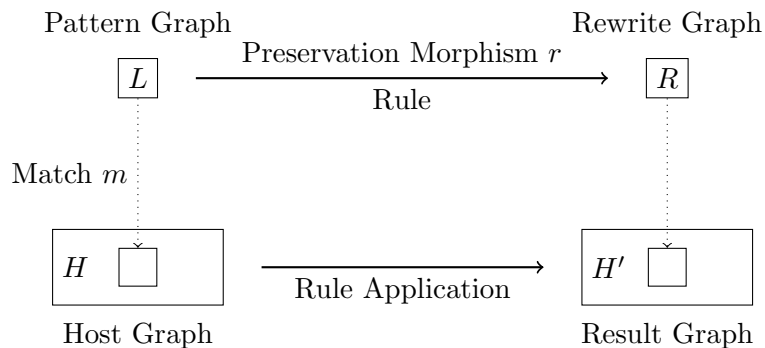 Pattern Graph
Rewrite Graph
Preservation Morphism r
L
R
Rule
Match m
H
H′
Rule Application
Host Graph
Result Graph